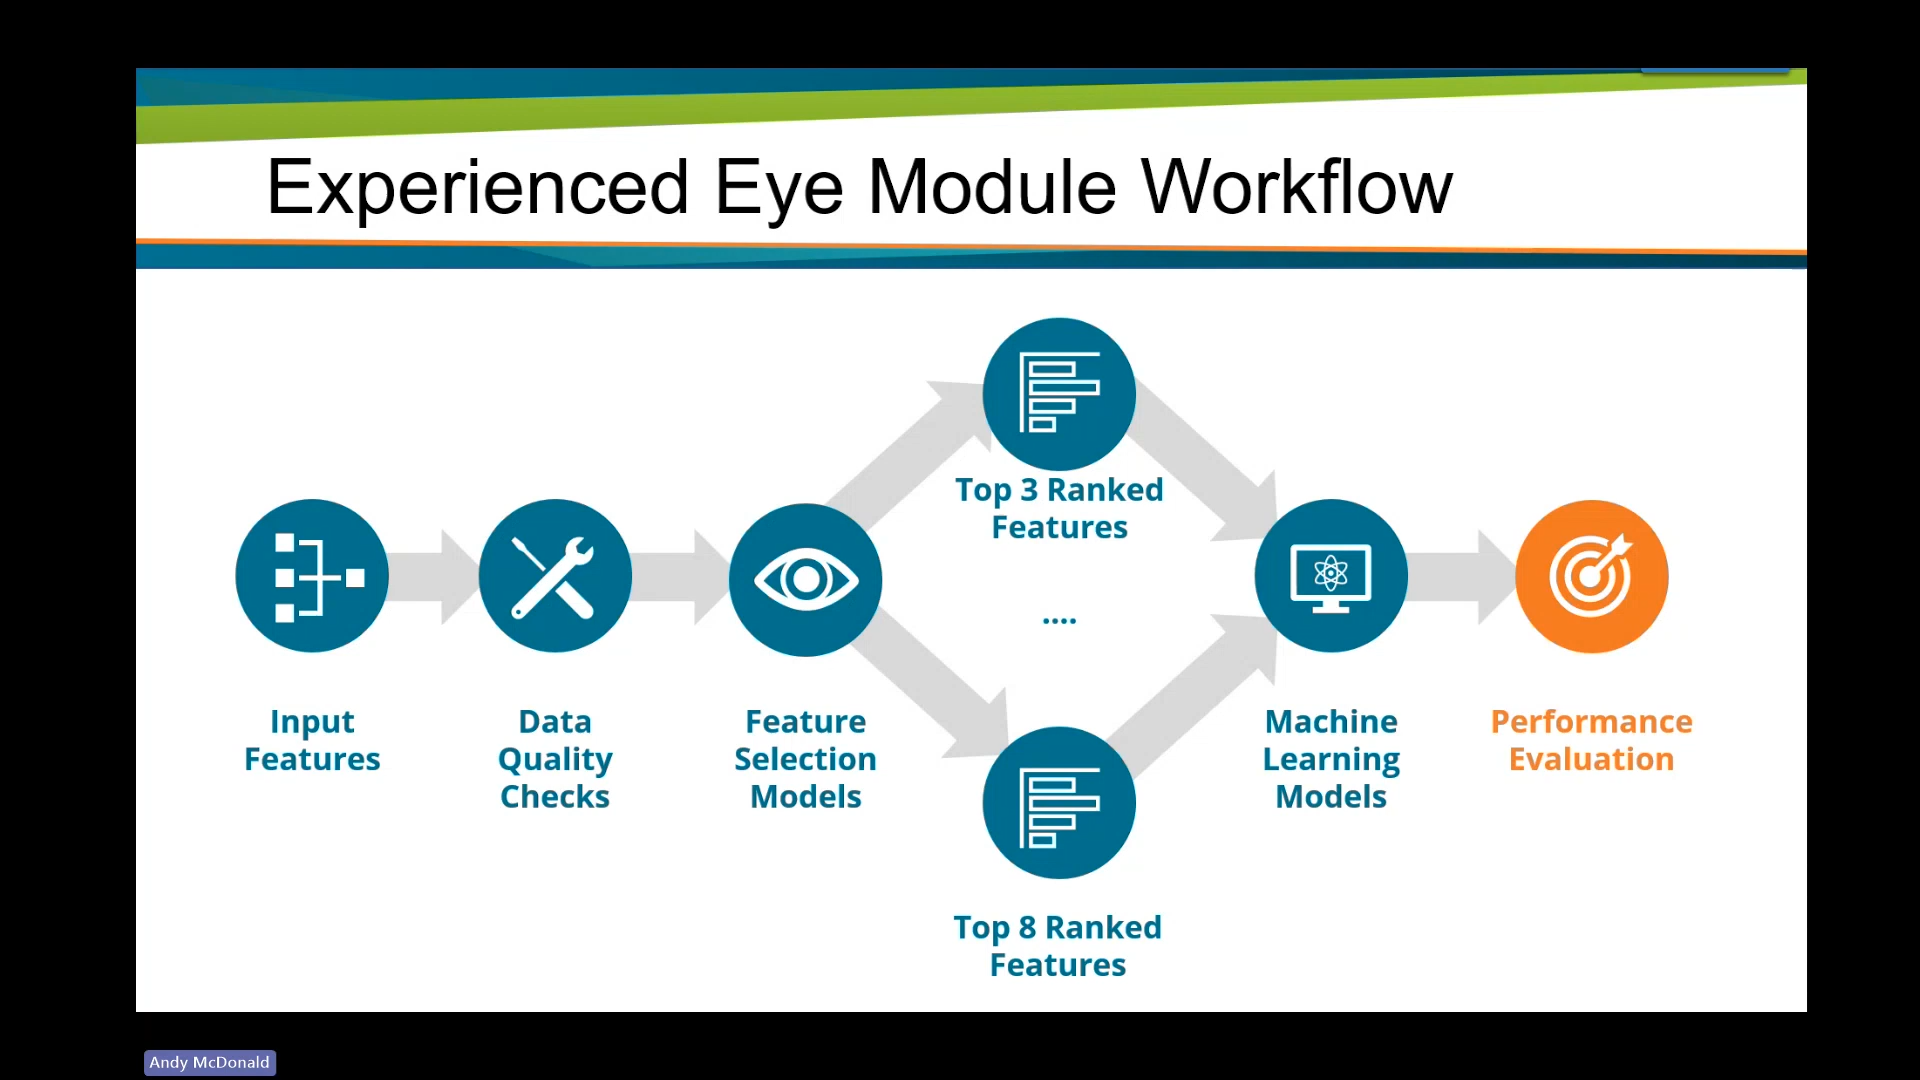 Experienced Eye Module Workflow
Top 3 Ranked
Features
....
Input
Features
Data
Quality
Checks
Feature
Selection
Models
Machine
Learning
Models
Performance
Evaluation
Top 8 Ranked
Features
Andy McDonald